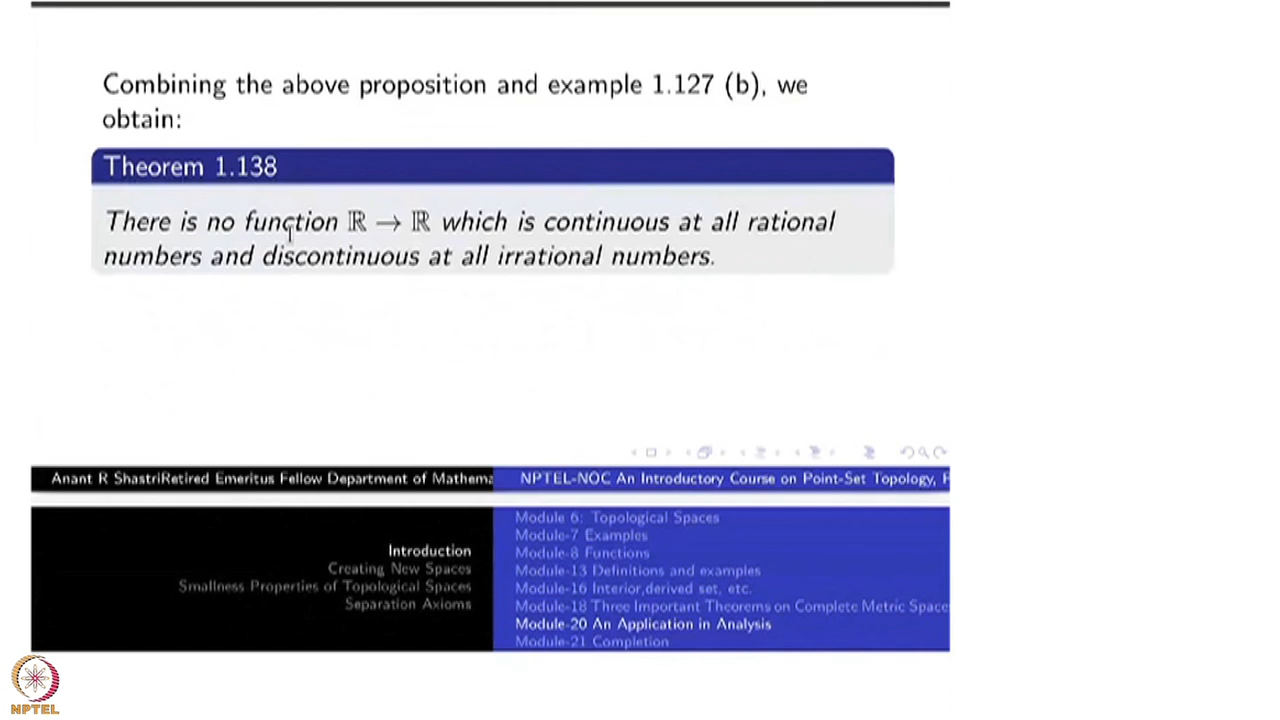 Combining the above proposition and example 1.127 (b), we
obtain:
Theorem 1.138
There is no function ℝ → ℝ which is continuous at all rational
numbers and discontinuous at all irrational numbers.
Anant R ShastriRetired Emeritus Fellow Department of Mathema
NPTEL-NOC An Introductory Course on Point-Set Topology, P
Introduction
Creating New Spaces
Smallness Properties of Topological Spaces
Separation Axioms
Module 6: Topological Spaces
Module-7 Examples
Module-8 Functions
Module-13 Definitions and examples
Module-16 Interior,derived set, etc.
Module-18 Three Important Theorems on Complete Metric Space
Module-20 An Application in Analysis
Module-21 Completion
NPTEL